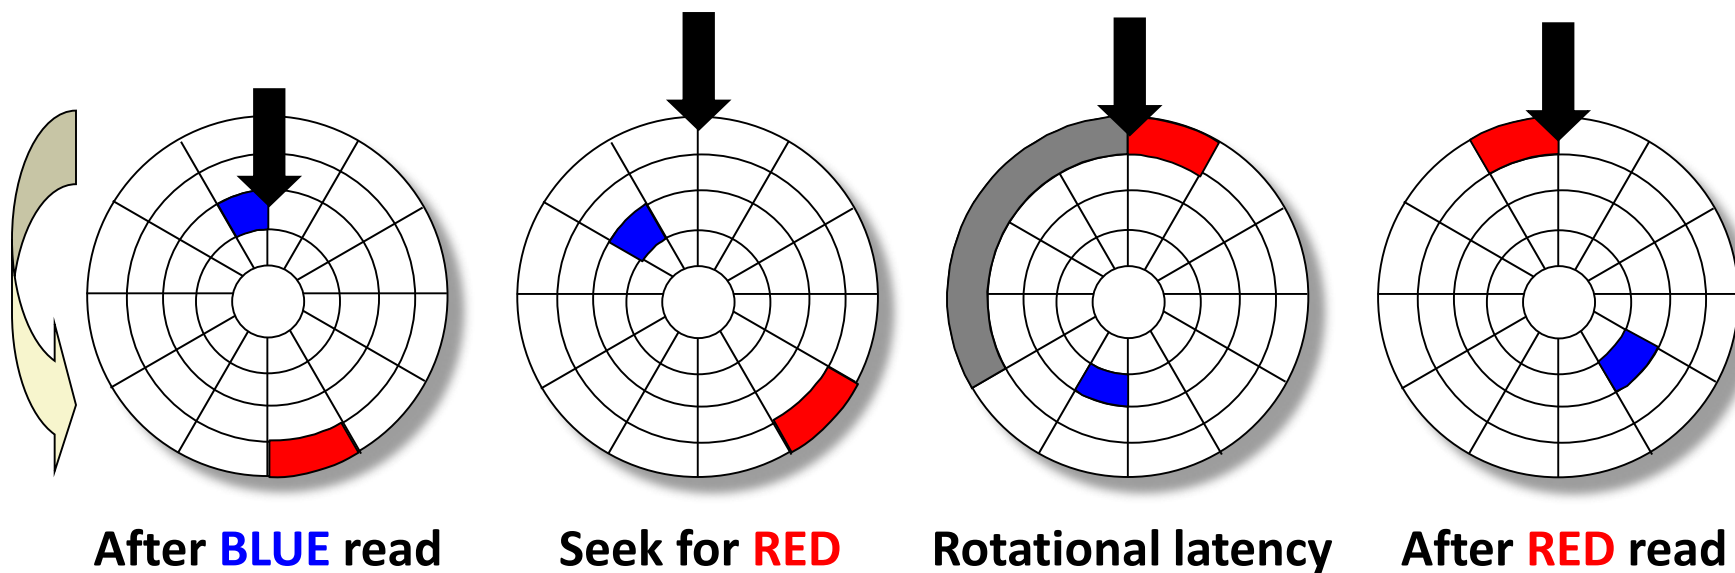 After BLUE read
Seek for RED
Rotational latency
After RED read